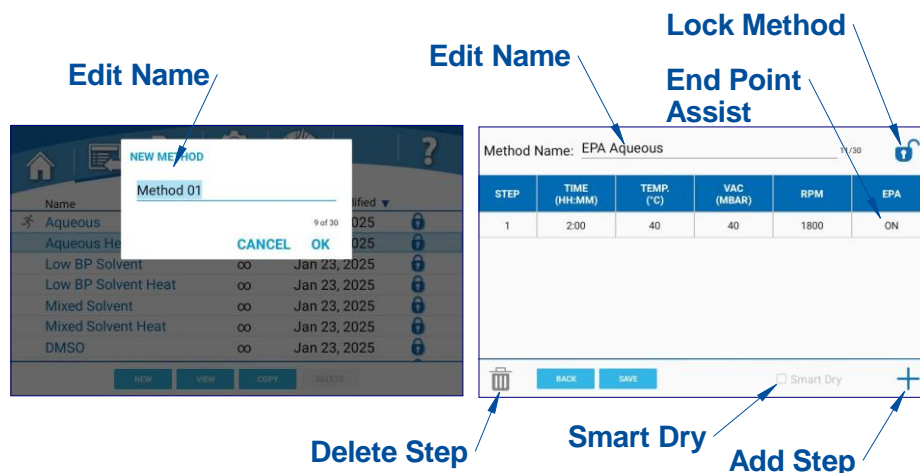 Lock Method
Edit Name
Edit Name
End Point
Assist
NEW METHOD
Method 01
9 of 30
CANCEL OK
?
Name dified ▼
Aqueous 025
Aqueous He 025
Low BP Solvent ∞ Jan 23, 2025
Low BP Solvent Heat ∞ Jan 23, 2025
Mixed Solvent ∞ Jan 23, 2025
Mixed Solvent Heat ∞ Jan 23, 2025
DMSO ∞ Jan 23, 2025
NEW VIEW COPY DELETE
Method Name: EPA Aqueous 11/30
STEP TIME (HH:MM) TEMP. (°C) VAC (MBAR) RPM EPA
1 2:00 40 40 1800 ON
BACK SAVE Smart Dry
Delete Step
Smart Dry
Add Step